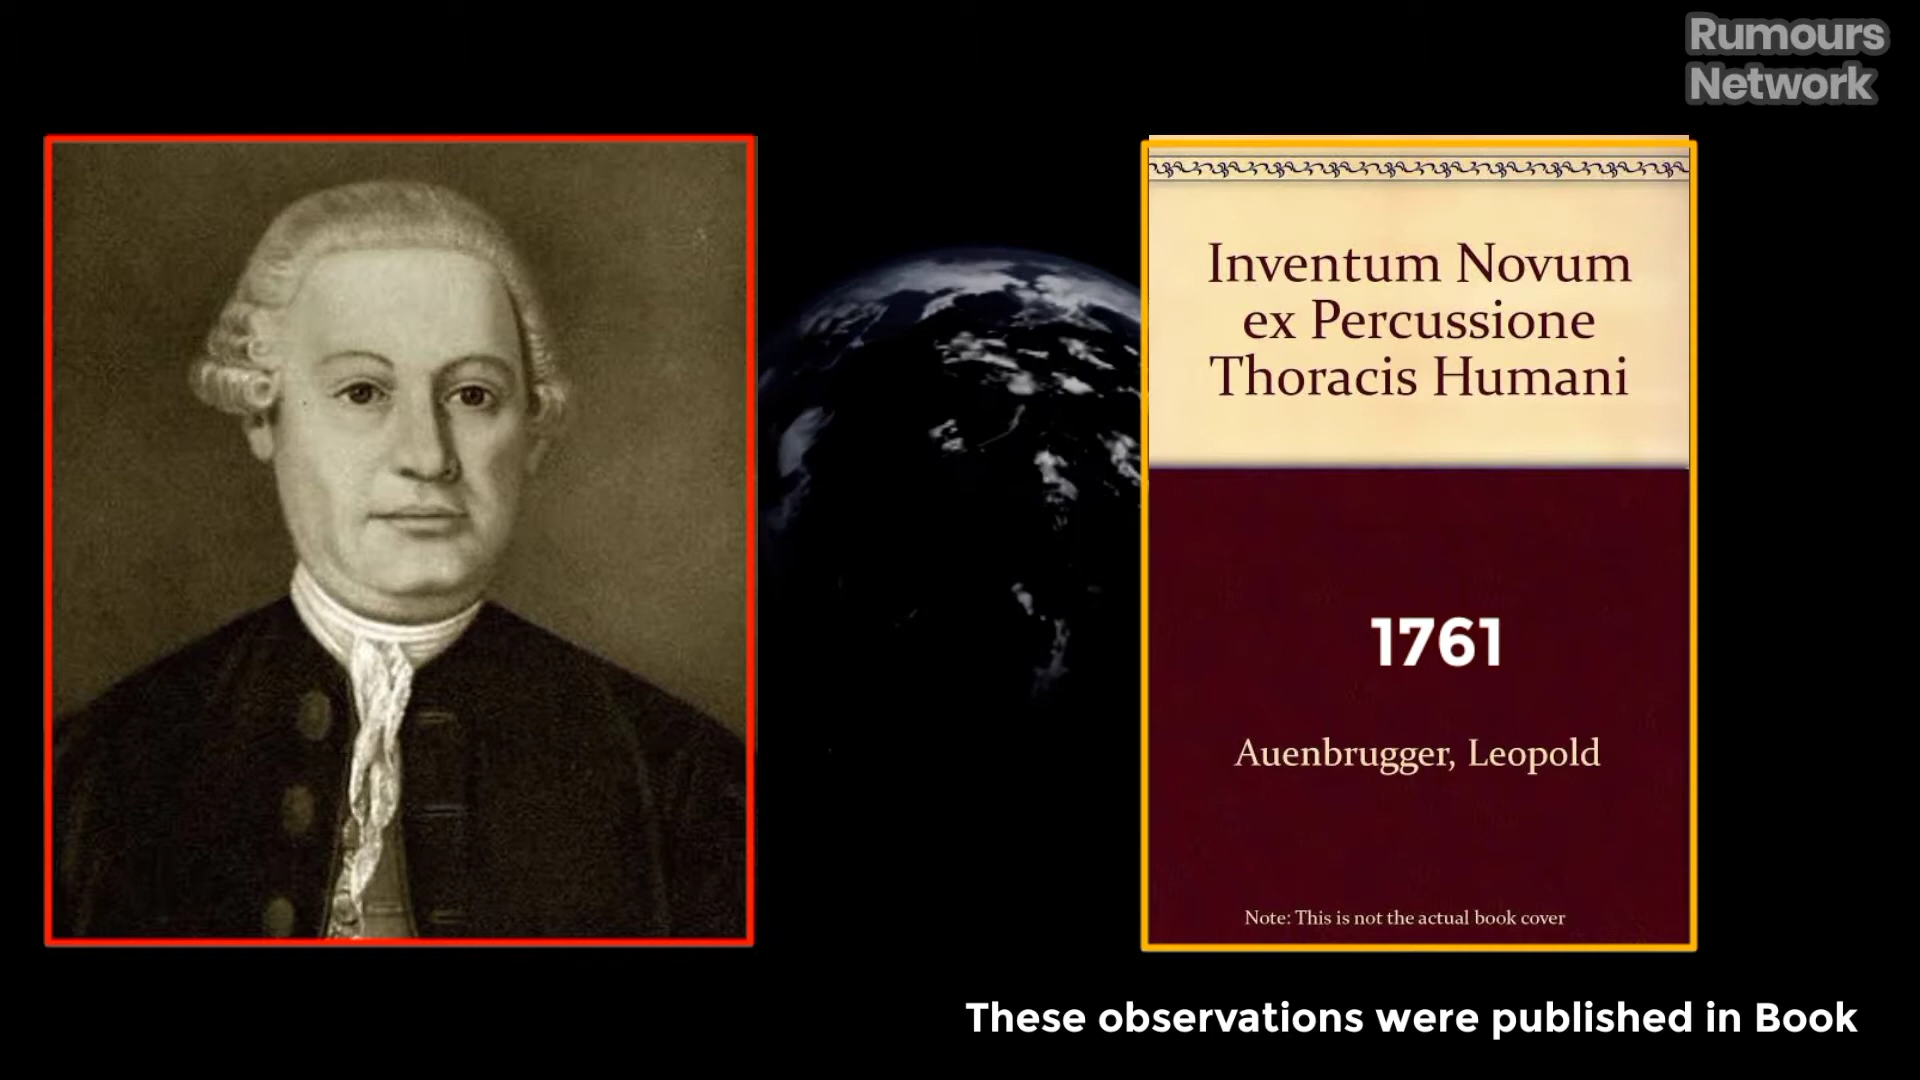 Rumours
Network
Inventum Novum
ex Percussione
Thoracis Humani
1761
Auenbrugger, Leopold
Note: This is not the actual book cover
These observations were published in Book